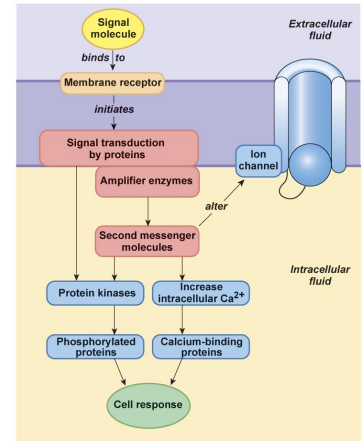 Signal
molecule
Extracellular
fluid
binds to
Membrane receptor
initiates
Signal transduction
by proteins
Ion
channel
Amplifier enzymes
alter
Second messenger
molecules
Intracellular
fluid
Protein kinases
Increase
intracellular Ca2+
Phosphorylated
proteins
Calcium-binding
proteins
Cell response